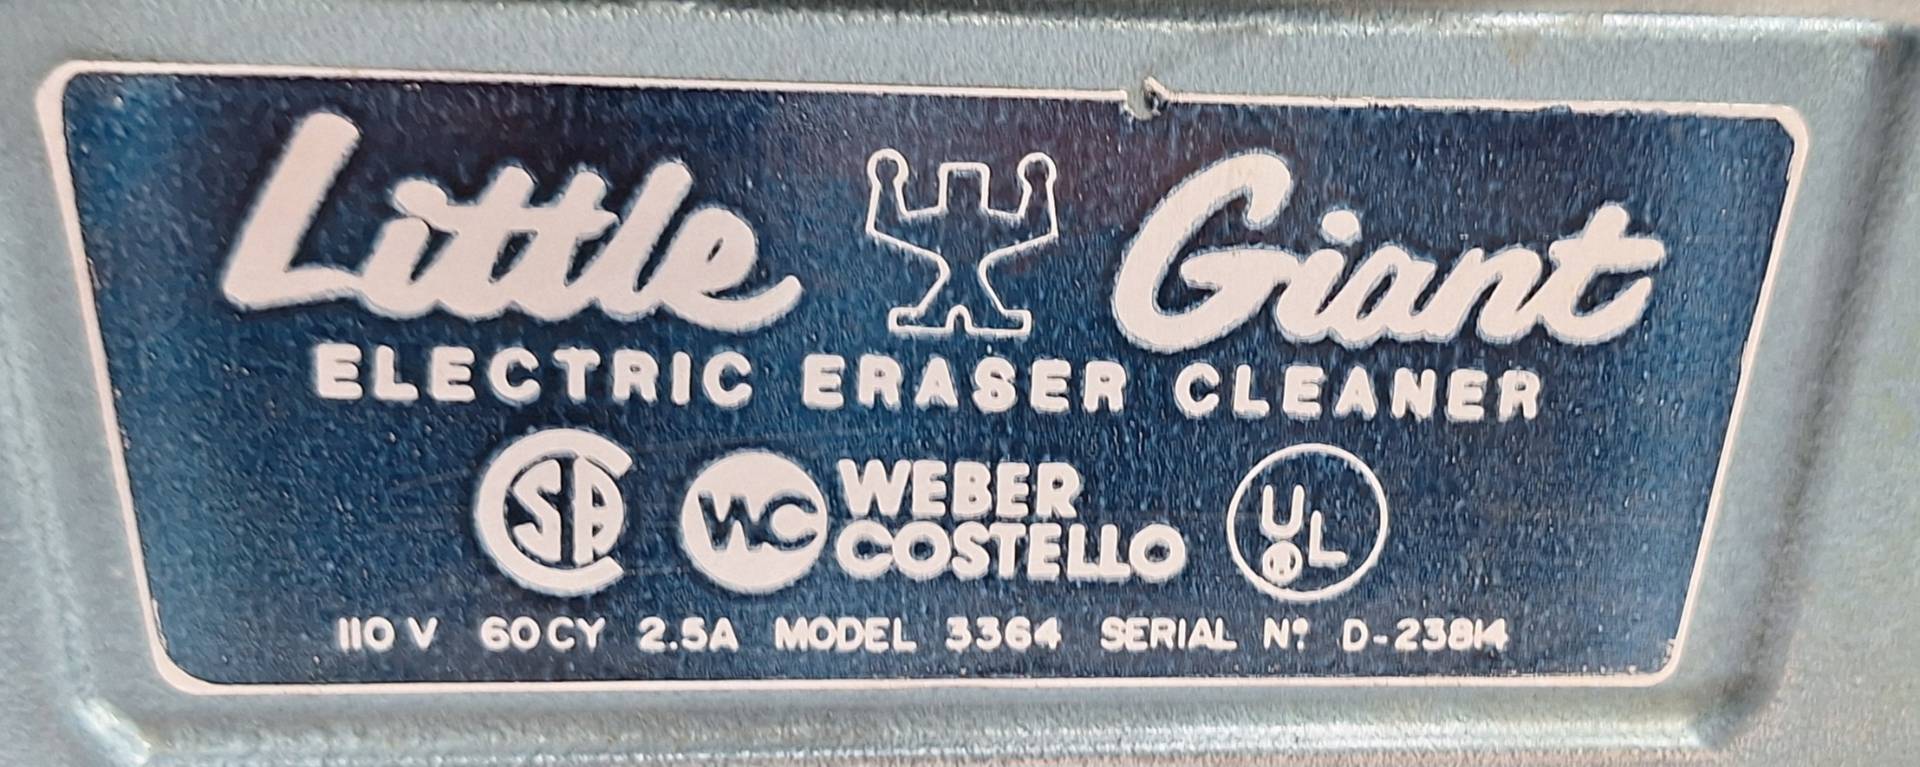 Little Giant
ELECTRIC ERASER CLEANER
CSA WC WEBER COSTELLO UL®
110 V 60 CY 2.5A MODEL 3364 SERIAL Nº D-23814